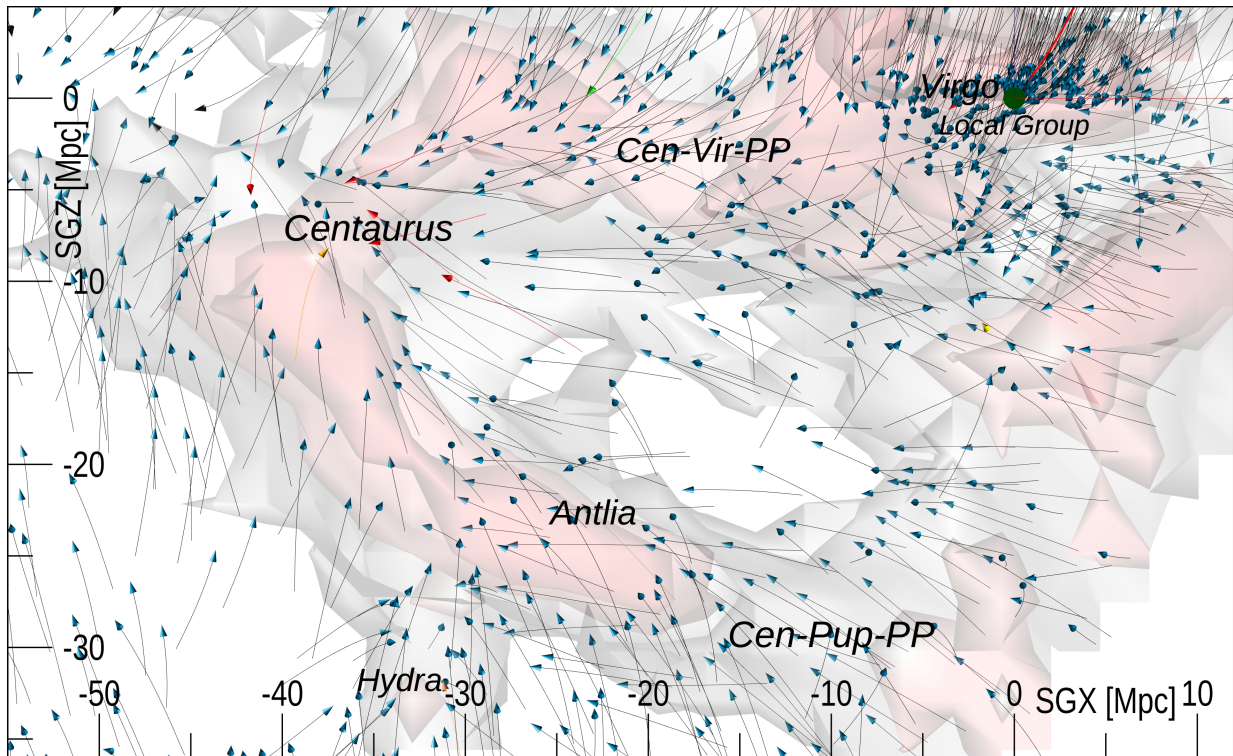 Virgo
0
Local Group
Cen-Vir-PP
SGZ [Mpc]
Centaurus
-10
-20
Antlia
Cen-Pup-PP
-30
Hydra
-50
-40
-30
-20
-10
0
SGX [Mpc]
10